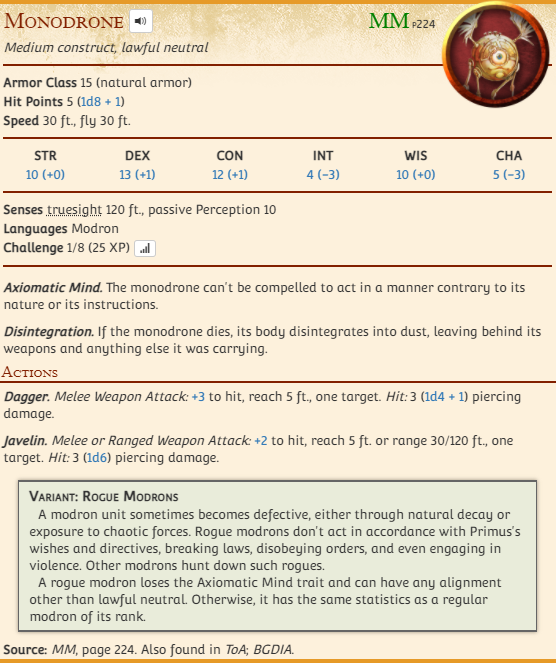 Monodrone
MM P224
Medium construct, lawful neutral
Armor Class 15 (natural armor)
Hit Points 5 (1d8 + 1)
Speed 30 ft., fly 30 ft.
STR DEX CON INT WIS CHA
10 (+0) 13 (+1) 12 (+1) 4 (−3) 10 (+0) 5 (−3)
Senses truesight 120 ft., passive Perception 10
Languages Modron
Challenge 1/8 (25 XP)
Axiomatic Mind. The monodrone can't be compelled to act in a manner contrary to its
nature or its instructions.
Disintegration. If the monodrone dies, its body disintegrates into dust, leaving behind its
weapons and anything else it was carrying.
Actions
Dagger. Melee Weapon Attack: +3 to hit, reach 5 ft., one target. Hit: 3 (1d4 + 1) piercing
damage.
Javelin. Melee or Ranged Weapon Attack: +2 to hit, reach 5 ft. or range 30/120 ft., one
target. Hit: 3 (1d6) piercing damage.
Variant: Rogue Modrons
A modron unit sometimes becomes defective, either through natural decay or
exposure to chaotic forces. Rogue modrons don't act in accordance with Primus's
wishes and directives, breaking laws, disobeying orders, and even engaging in
violence. Other modrons hunt down such rogues.
A rogue modron loses the Axiomatic Mind trait and can have any alignment
other than lawful neutral. Otherwise, it has the same statistics as a regular
modron of its rank.
Source: MM, page 224. Also found in ToA; BGDIA.